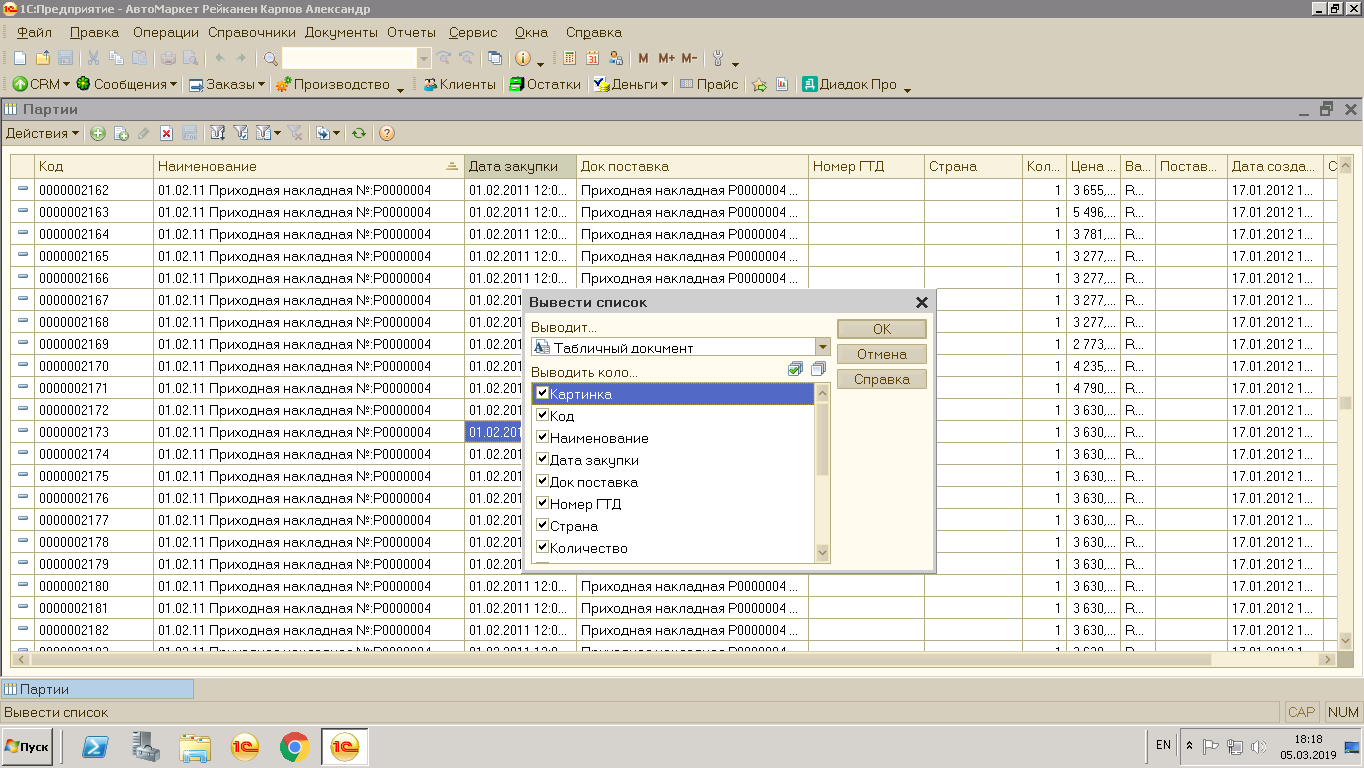 1С:Предприятие - АвтоМаркет Рейканен Карпов Александр
Файл Правка Операции Справочники Документы Отчеты Сервис Окна Справка
M M+ M-
CRM Сообщения Заказы Производство Клиенты Остатки Деньги Прайс Диадок Про
Партии
Действия
Код Наименование Дата закупки Док поставка Номер ГТД Страна Кол... Цена ... Ва... Постав... Дата созда... С
0000002162 01.02.11 Приходная накладная №:Р0000004 01.02.2011 12:0... Приходная накладная Р0000004 ... 1 3 655,... R... 17.01.2012 1...
0000002163 01.02.11 Приходная накладная №:Р0000004 01.02.2011 12:0... Приходная накладная Р0000004 ... 1 5 496,... R... 17.01.2012 1...
0000002164 01.02.11 Приходная накладная №:Р0000004 01.02.2011 12:0... Приходная накладная Р0000004 ... 1 3 781,... R... 17.01.2012 1...
0000002165 01.02.11 Приходная накладная №:Р0000004 01.02.2011 12:0... Приходная накладная Р0000004 ... 1 3 277,... R... 17.01.2012 1...
0000002166 01.02.11 Приходная накладная №:Р0000004 01.02.2011 12:0... Приходная накладная Р0000004 ... 1 3 277,... R... 17.01.2012 1...
0000002167 01.02.11 Приходная накладная №:Р0000004 01.02.201 1 3 277,... R... 17.01.2012 1...
0000002168 01.02.11 Приходная накладная №:Р0000004 01.02.201 1 3 277,... R... 17.01.2012 1...
0000002169 01.02.11 Приходная накладная №:Р0000004 01.02.201 1 2 773,... R... 17.01.2012 1...
0000002170 01.02.11 Приходная накладная №:Р0000004 01.02.201 1 4 235,... R... 17.01.2012 1...
0000002171 01.02.11 Приходная накладная №:Р0000004 01.02.201 1 4 790,... R... 17.01.2012 1...
0000002172 01.02.11 Приходная накладная №:Р0000004 01.02.201 1 3 630,... R... 17.01.2012 1...
0000002173 01.02.11 Приходная накладная №:Р0000004 01.02.201 1 3 630,... R... 17.01.2012 1...
0000002174 01.02.11 Приходная накладная №:Р0000004 01.02.201 1 3 630,... R... 17.01.2012 1...
0000002175 01.02.11 Приходная накладная №:Р0000004 01.02.201 1 3 630,... R... 17.01.2012 1...
0000002176 01.02.11 Приходная накладная №:Р0000004 01.02.201 1 3 630,... R... 17.01.2012 1...
0000002177 01.02.11 Приходная накладная №:Р0000004 01.02.201 1 3 630,... R... 17.01.2012 1...
0000002178 01.02.11 Приходная накладная №:Р0000004 01.02.201 1 3 630,... R... 17.01.2012 1...
0000002179 01.02.11 Приходная накладная №:Р0000004 01.02.201 1 3 630,... R... 17.01.2012 1...
0000002180 01.02.11 Приходная накладная №:Р0000004 01.02.2011 12:0... Приходная накладная Р0000004 ... 1 3 630,... R... 17.01.2012 1...
0000002181 01.02.11 Приходная накладная №:Р0000004 01.02.2011 12:0... Приходная накладная Р0000004 ... 1 3 630,... R... 17.01.2012 1...
0000002182 01.02.11 Приходная накладная №:Р0000004 01.02.2011 12:0... Приходная накладная Р0000004 ... 1 3 630,... R... 17.01.2012 1...
Вывести список
Выводит...
Табличный документ
Выводить коло...
Картинка
Код
Наименование
Дата закупки
Док поставка
Номер ГТД
Страна
Количество
OK
Отмена
Справка
Партии
Вывести список CAP NUM
Пуск EN 18:18
05.03.2019